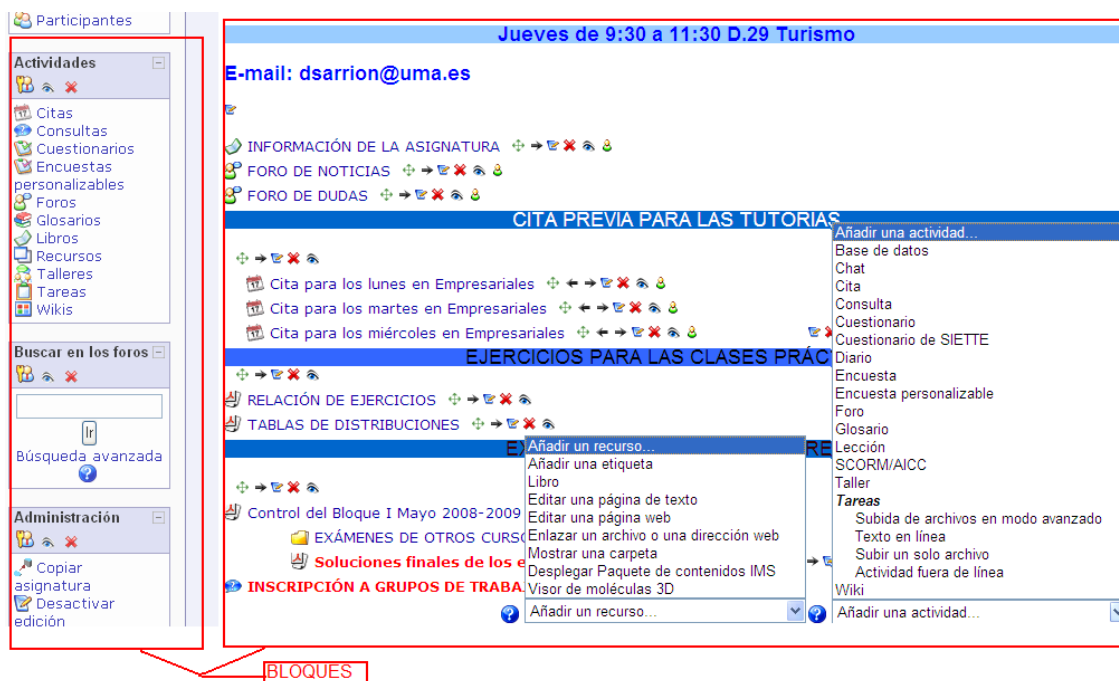 Participantes
Actividades
Citas
Consultas
Cuestionarios
Encuestas
personalizables
Foros
Glosarios
Libros
Recursos
Talleres
Tareas
Wikis
Buscar en los foros
Ir
Búsqueda avanzada
Administración
Copiar
asignatura
Desactivar
edición
Jueves de 9:30 a 11:30 D.29 Turismo
E-mail: dsarrion@uma.es
INFORMACIÓN DE LA ASIGNATURA
FORO DE NOTICIAS
FORO DE DUDAS
CITA PREVIA PARA LAS TUTORIAS
Cita para los lunes en Empresariales
Cita para los martes en Empresariales
Cita para los miércoles en Empresariales
EJERCICIOS PARA LAS CLASES PRÁC
RELACIÓN DE EJERCICIOS
TABLAS DE DISTRIBUCIONES
Control del Bloque I Mayo 2008-2009
EXÁMENES DE OTROS CURSO
Soluciones finales de los e
INSCRIPCIÓN A GRUPOS DE TRABA
Añadir un recurso...
Añadir una etiqueta
Libro
Editar una página de texto
Editar una página web
Enlazar un archivo o una dirección web
Mostrar una carpeta
Desplegar Paquete de contenidos IMS
Visor de moléculas 3D
Añadir un recurso...
Añadir una actividad...
Base de datos
Chat
Cita
Consulta
Cuestionario
Cuestionario de SIETTE
Diario
Encuesta
Encuesta personalizable
Foro
Glosario
Lección
SCORM/AICC
Taller
Tareas
Subida de archivos en modo avanzado
Texto en línea
Subir un solo archivo
Actividad fuera de línea
Wiki
Añadir una actividad...
BLOQUES